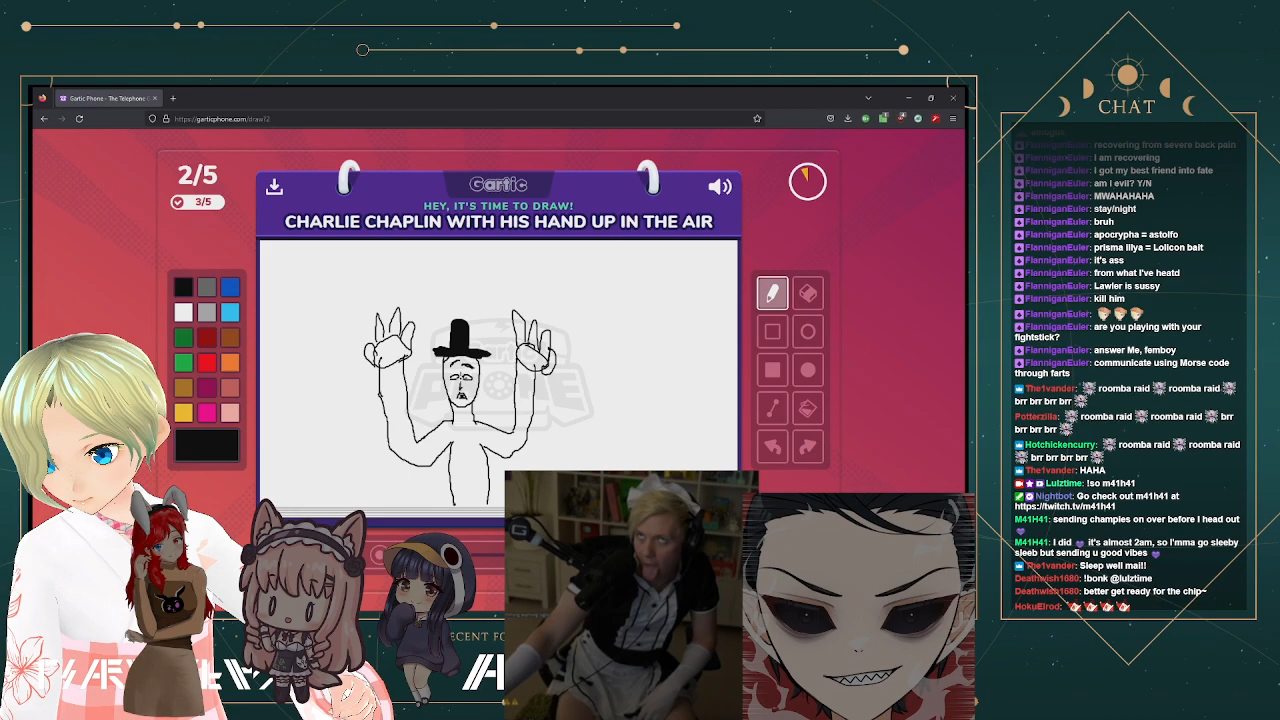 Gartic Phone - The Telephone G
https://garticphone.com/draw?2
2/5
3/5
Gartic
HEY, IT'S TIME TO DRAW!
CHARLIE CHAPLIN WITH HIS HAND UP IN THE AIR
ECENT FO
CHAT
FlanniganEuler: recovering from severe back pain
FlanniganEuler: I am recovering
FlanniganEuler: I got my best friend into fate
FlanniganEuler: am I evil? Y/N
FlanniganEuler: MWAHAHAHA
FlanniganEuler: stay/night
FlanniganEuler: bruh
FlanniganEuler: apocrypha = astolfo
FlanniganEuler: prisma Illya = Lolicon bait
FlanniganEuler: it's ass
FlanniganEuler: from what I've heatd
FlanniganEuler: Lawler is sussy
FlanniganEuler: kill him
FlanniganEuler:
FlanniganEuler: are you playing with your
fightstick?
FlanniganEuler: answer Me, femboy
FlanniganEuler: communicate using Morse code
through farts
The1vander: roomba raid roomba raid
brr brr brr brr
Potterzilla: roomba raid roomba raid brr
brr brr brr
Hotchickencurry: roomba raid roomba raid
brr brr brr brr
The1vander: HAHA
Lulztime: !so m41h41
Nightbot: Go check out m41h41 at
https://twitch.tv/m41h41
M41H41: sending champies on over before I head out
M41H41: I did it's almost 2am, so I'mma go sleeby
sleeb but sending u good vibes
The1vander: Sleep well mai!!
Deathwish1680: !bonk @lulztime
Deathwish1680: better get ready for the chip~
HokuElrod: